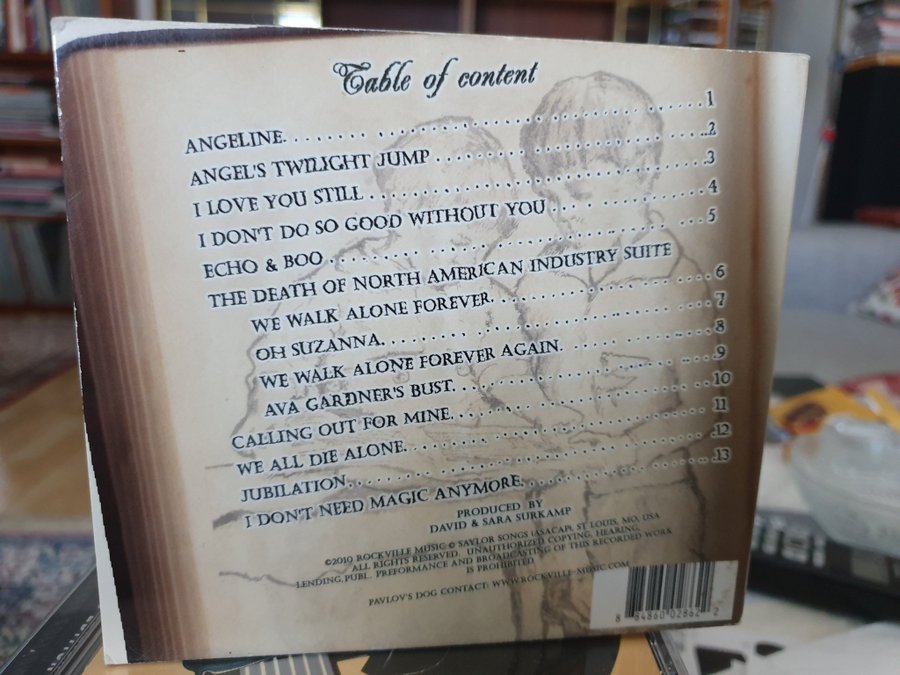 Table of content
ANGELINE. . . . . . . . . . . . . . . . . . . . . . . . . . 1
ANGEL'S TWILIGHT JUMP . . . . . . . . . . . . . . . . . . ..2
I LOVE YOU STILL . . . . . . . . . . . . . . . . . . . . . .3
I DON'T DO SO GOOD WITHOUT YOU . . . . . . . . . . . . 4
ECHO & BOO . . . . . . . . . . . . . . . . . . . . . . . . 5
THE DEATH OF NORTH AMERICAN INDUSTRY SUITE
WE WALK ALONE FOREVER. . . . . . . . . . . . . . . . . 6
OH SUZANNA. . . . . . . . . . . . . . . . . . . . . . . 7
WE WALK ALONE FOREVER AGAIN. . . . . . . . . . . . . 8
AVA GARDNER'S BUST. . . . . . . . . . . . . . . . . . ..9
CALLING OUT FOR MINE. . . . . . . . . . . . . . . . . . 10
WE ALL DIE ALONE. . . . . . . . . . . . . . . . . . . . 11
JUBILATION. . . . . . . . . . . . . . . . . . . . . . . ..12
I DON'T NEED MAGIC ANYMORE. . . . . . . . . . . . . . ..13
PRODUCED BY
DAVID & SARA SURKAMP
©2010 ROCKVILLE MUSIC © SAYLOR SONGS (ASACAP), ST LOUIS, MO, USA
ALL RIGHTS RESERVED. UNAUTHORIZED COPYING, HEARING,
LENDING, PUBL. PREFORMANCE AND BROADCASTING OF THIS RECORDED WORK
IS PROHIBITED
PAVLOV'S DOG CONTACT: WWW.ROCKVILLE-MUSIC.COM
8 84860 02862 2